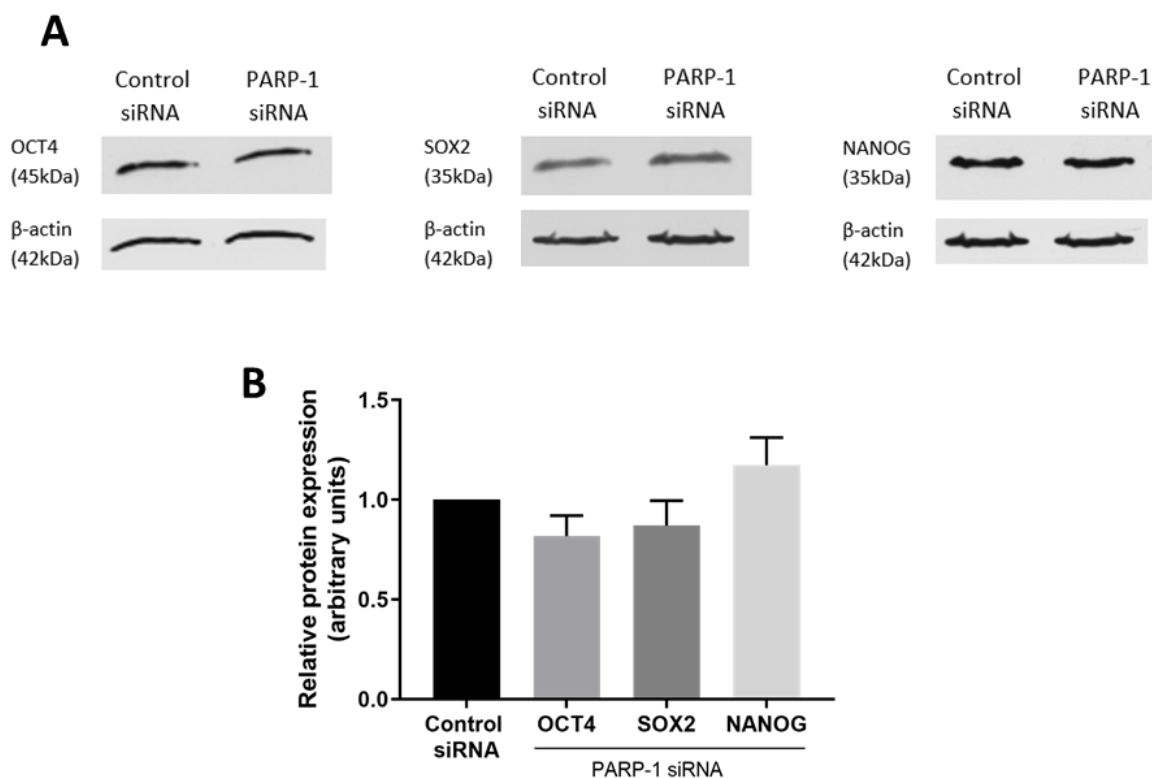 A
Control siRNA
PARP-1 siRNA
OCT4 (45kDa)
β-actin (42kDa)
Control siRNA
PARP-1 siRNA
SOX2 (35kDa)
β-actin (42kDa)
Control siRNA
PARP-1 siRNA
NANOG (35kDa)
β-actin (42kDa)
B
Relative protein expression
(arbitrary units)
1.5
1.0
0.5
0.0
Control siRNA
OCT4
SOX2
NANOG
PARP-1 siRNA